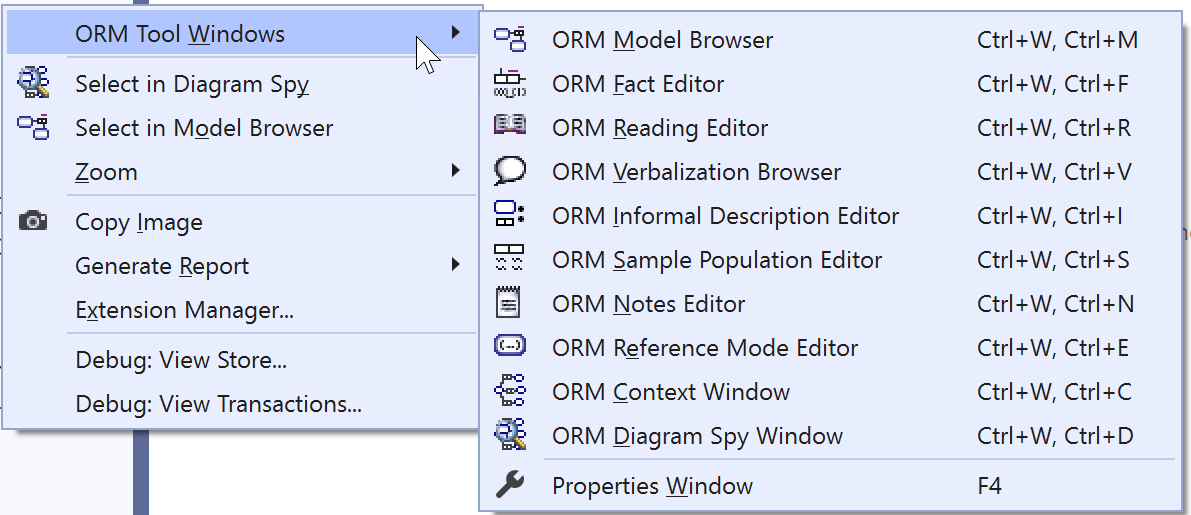 ORM Tool Windows
Select in Diagram Spy
Select in Model Browser
Zoom
Copy Image
Generate Report
Extension Manager...
Debug: View Store...
Debug: View Transactions...
ORM Model Browser Ctrl+W, Ctrl+M
ORM Fact Editor Ctrl+W, Ctrl+F
ORM Reading Editor Ctrl+W, Ctrl+R
ORM Verbalization Browser Ctrl+W, Ctrl+V
ORM Informal Description Editor Ctrl+W, Ctrl+I
ORM Sample Population Editor Ctrl+W, Ctrl+S
ORM Notes Editor Ctrl+W, Ctrl+N
ORM Reference Mode Editor Ctrl+W, Ctrl+E
ORM Context Window Ctrl+W, Ctrl+C
ORM Diagram Spy Window Ctrl+W, Ctrl+D
Properties Window F4